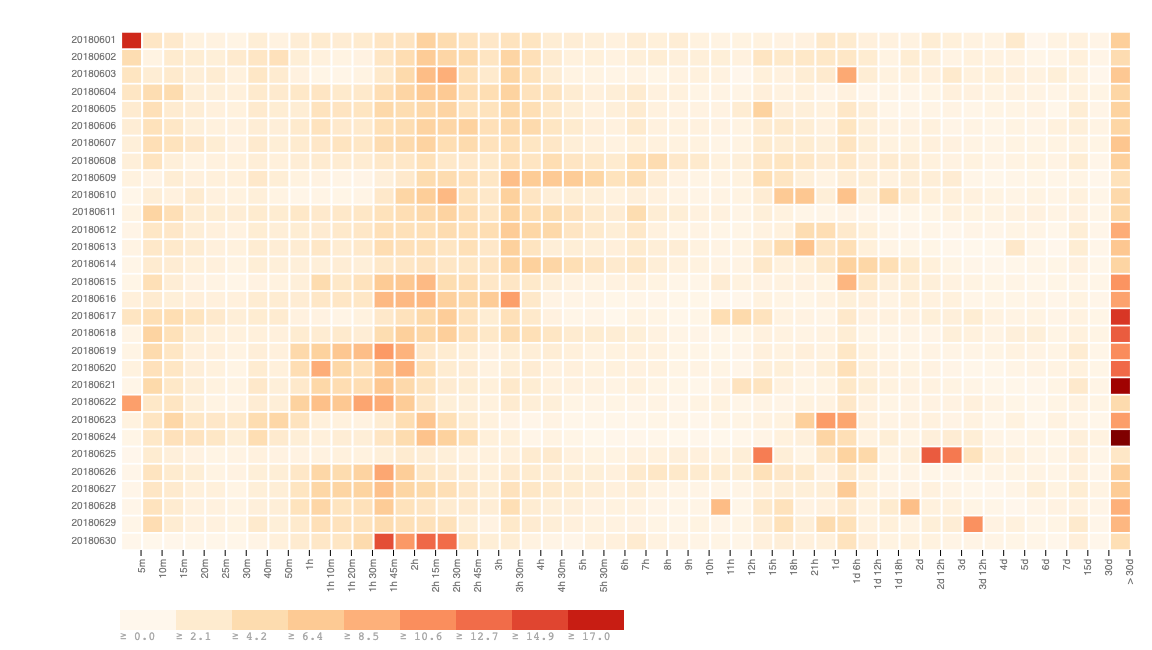 20180601
20180602
20180603
20180604
20180605
20180606
20180607
20180608
20180609
20180610
20180611
20180612
20180613
20180614
20180615
20180616
20180617
20180618
20180619
20180620
20180621
20180622
20180623
20180624
20180625
20180626
20180627
20180628
20180629
20180630
5m
10m
15m
20m
25m
30m
40m
50m
1h
1h 10m
1h 20m
1h 30m
1h 45m
2h
2h 15m
2h 30m
2h 45m
3h
3h 30m
4h
4h 30m
5h
5h 30m
6h
7h
8h
9h
10h
11h
12h
15h
18h
21h
1d
1d 6h
1d 12h
1d 18h
2d
2d 12h
3d
3d 12h
4d
5d
6d
7d
15d
30d
> 30d
≥ 0.0 ≥ 2.1 ≥ 4.2 ≥ 6.4 ≥ 8.5 ≥ 10.6 ≥ 12.7 ≥ 14.9 ≥ 17.0